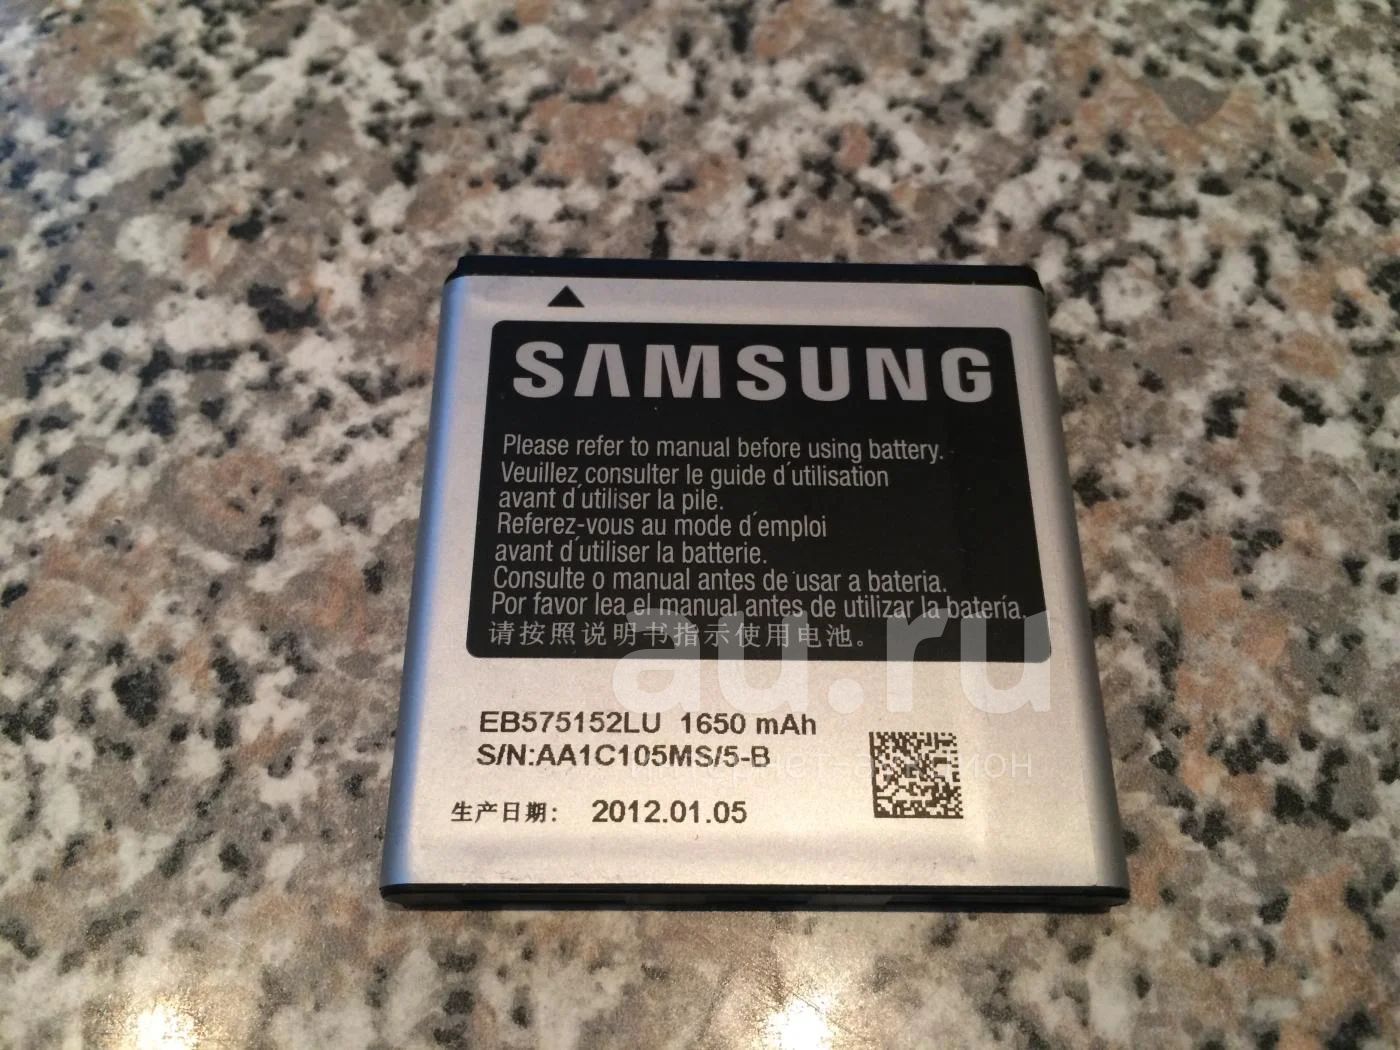 SAMSUNG
Please refer to manual before using battery.
Veuillez consulter le guide d´utilisation
avant d´utiliser la pile.
Referez-vous au mode d´emploi
avant d´utiliser la batterie.
Consulte o manual antes de usar a bateria.
Por favor lea el manual antes de utilizar la batería.
请按照说明书指示使用电池。
au.ru
EB575152LU 1650 mAh
S/N:AA1C105MS/5-B
интернет-аукцион
生产日期: 2012.01.05